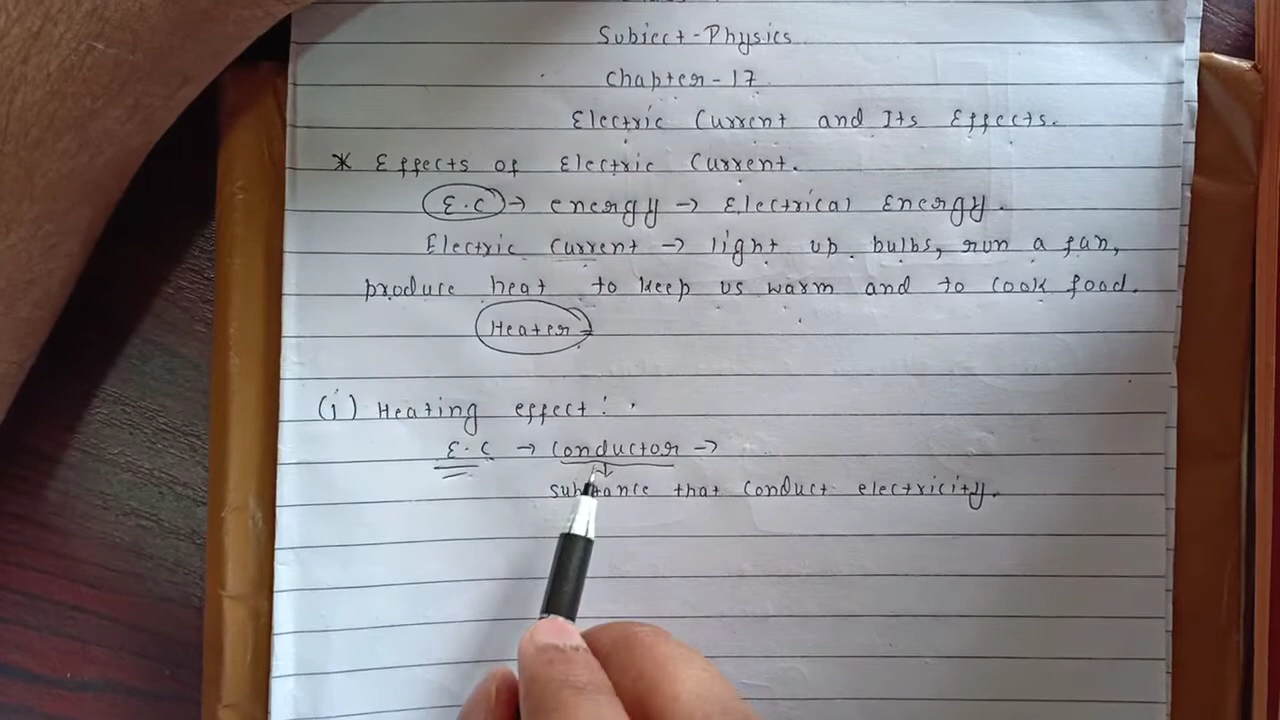 Subject-Physics
Chapter-17
Electric Current and Its Effects.
* Effects of Electric Current.
E.C → energy → Electrical Energy.
Electric Current → light up bulbs, run a fan,
produce heat to keep us warm and to cook food.
Heater
(i) Heating effect:
E.C → Conductor →
substance that conduct electricity.